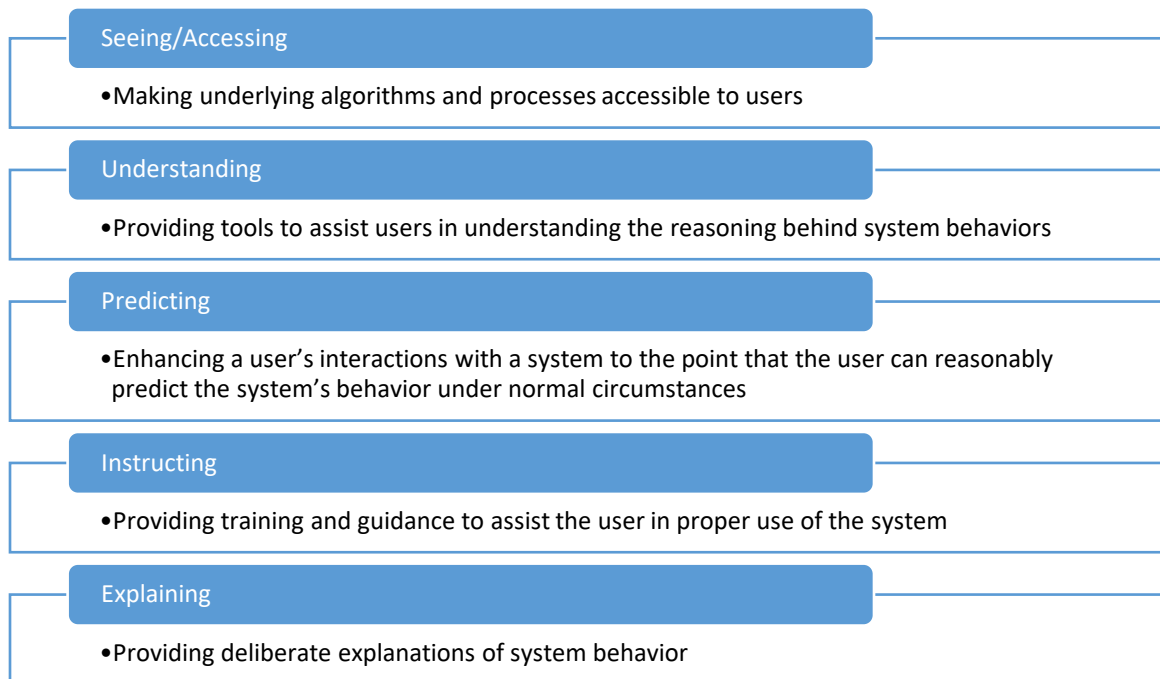 Seeing/Accessing
•Making underlying algorithms and processes accessible to users
Understanding
•Providing tools to assist users in understanding the reasoning behind system behaviors
Predicting
•Enhancing a user’s interactions with a system to the point that the user can reasonably
predict the system’s behavior under normal circumstances
Instructing
•Providing training and guidance to assist the user in proper use of the system
Explaining
•Providing deliberate explanations of system behavior